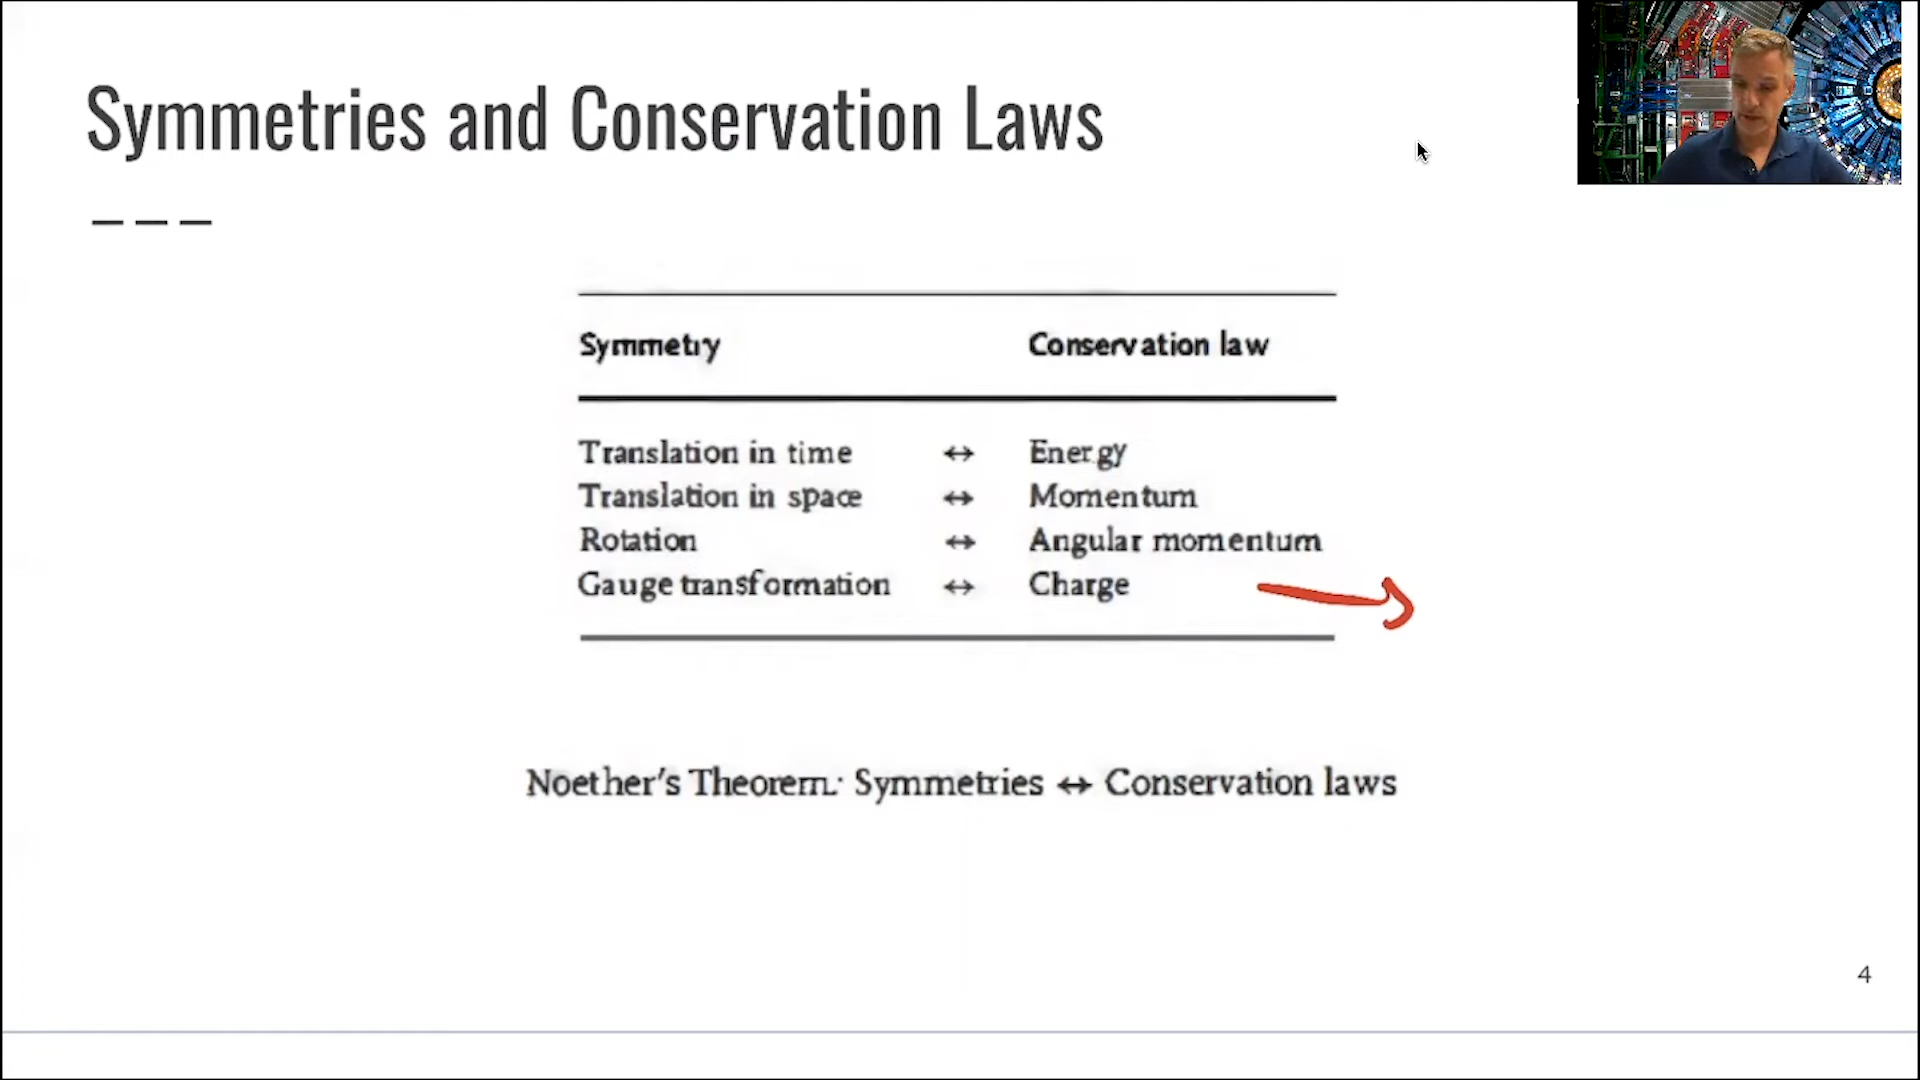 Symmetries and Conservation Laws
Symmetry Conservation law
Translation in time ↔ Energy
Translation in space ↔ Momentum
Rotation ↔ Angular momentum
Gauge transformation ↔ Charge
Noether's Theorem: Symmetries ↔ Conservation laws
4